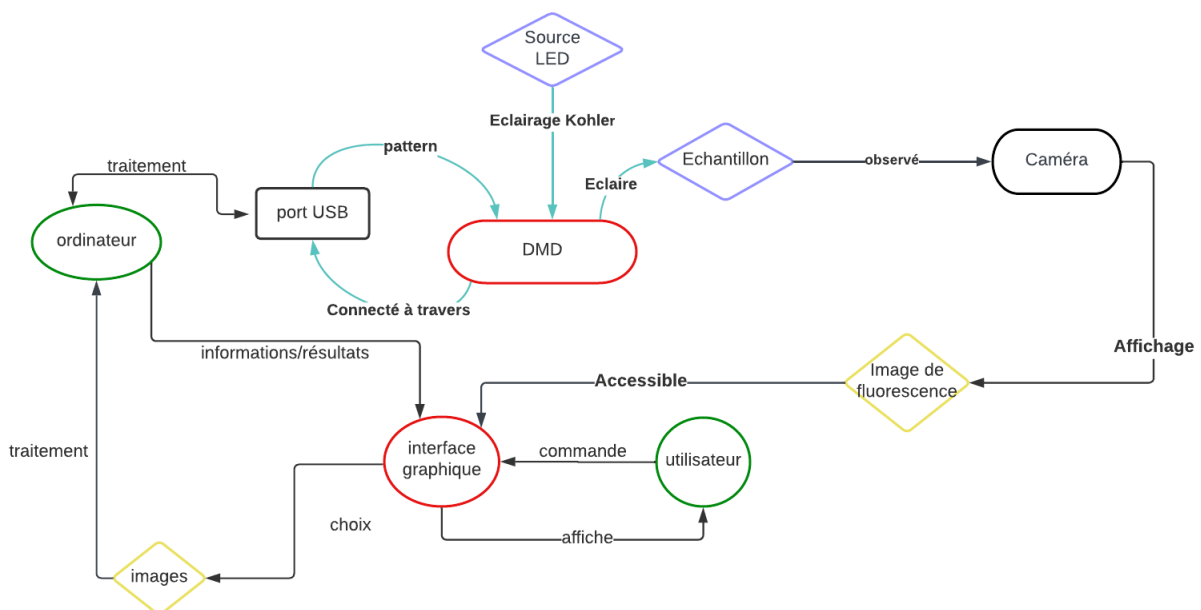 Source
LED
Eclairage Kohler
pattern
traitement
Echantillon
observé
Caméra
Eclaire
port USB
ordinateur
DMD
Connecté à travers
informations/résultats
Affichage
Image de
fluorescence
Accessible
interface
graphique
commande
utilisateur
traitement
choix
affiche
images